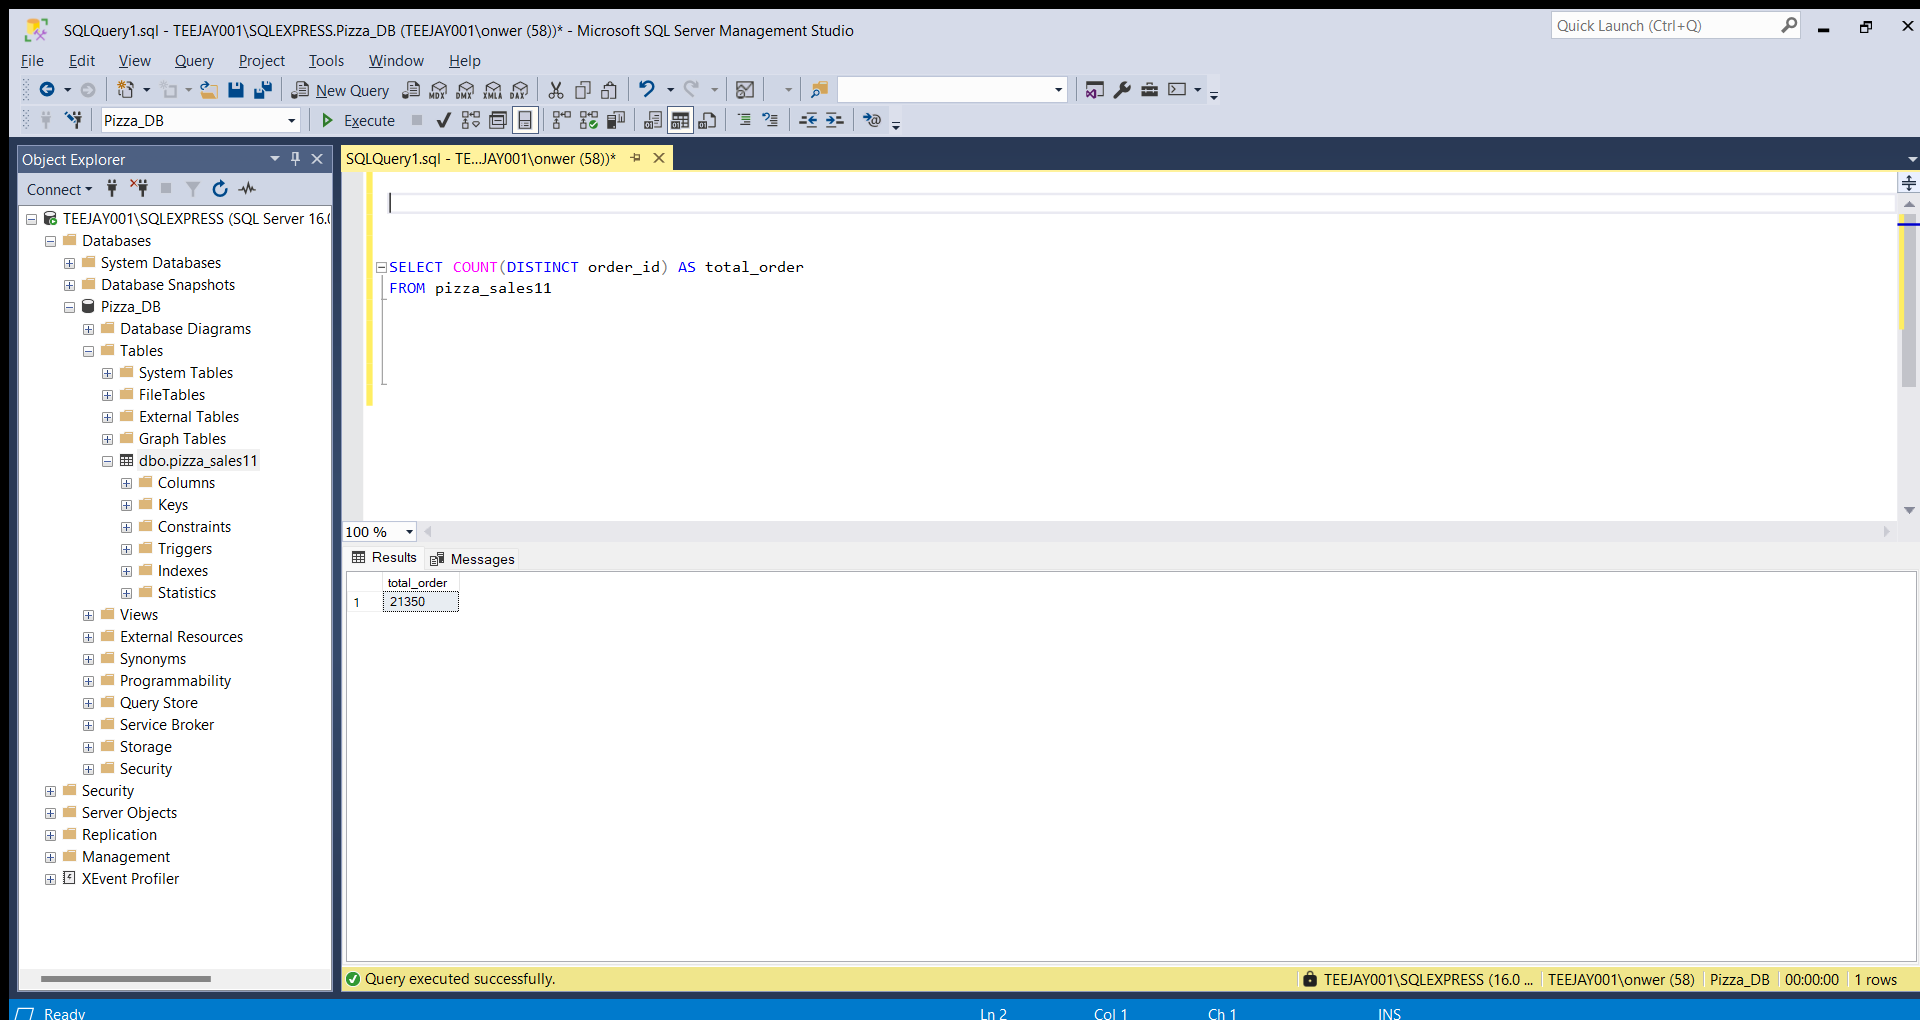 SQLQuery1.sql - TEEJAY001\SQLEXPRESS.Pizza_DB (TEEJAY001\onwer (58))* - Microsoft SQL Server Management Studio
Quick Launch (Ctrl+Q)
File Edit View Query Project Tools Window Help
New Query MDX DMX XMLA DAX
Pizza_DB
Execute
Object Explorer
SQLQuery1.sql - TE...JAY001\onwer (58))*
Connect
TEEJAY001\SQLEXPRESS (SQL Server 16.0
Databases
System Databases
Database Snapshots
Pizza_DB
Database Diagrams
Tables
System Tables
FileTables
External Tables
Graph Tables
dbo.pizza_sales11
Columns
Keys
Constraints
Triggers
Indexes
Statistics
Views
External Resources
Synonyms
Programmability
Query Store
Service Broker
Storage
Security
Security
Server Objects
Replication
Management
XEvent Profiler
SELECT COUNT(DISTINCT order_id) AS total_order
FROM pizza_sales11
100 %
Results Messages
total_order
1 21350
Query executed successfully.
TEEJAY001\SQLEXPRESS (16.0 ... TEEJAY001\onwer (58) Pizza_DB 00:00:00 1 rows
Ready Ln 2 Col 1 Ch 1 INS